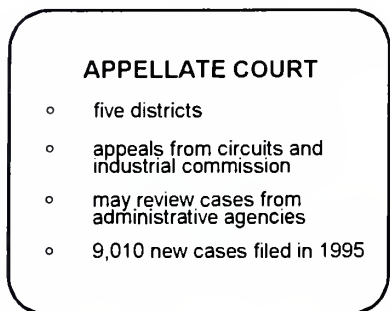 APPELLATE COURT
○ five districts
○ appeals from circuits and
industrial commission
○ may review cases from
administrative agencies
○ 9,010 new cases filed in 1995